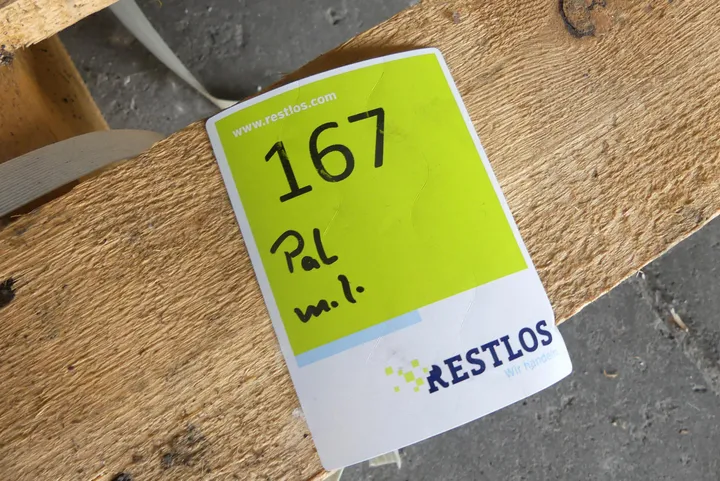 www.restlos.com
167
Pal
m.I.
RESTLOS
Wir handeln